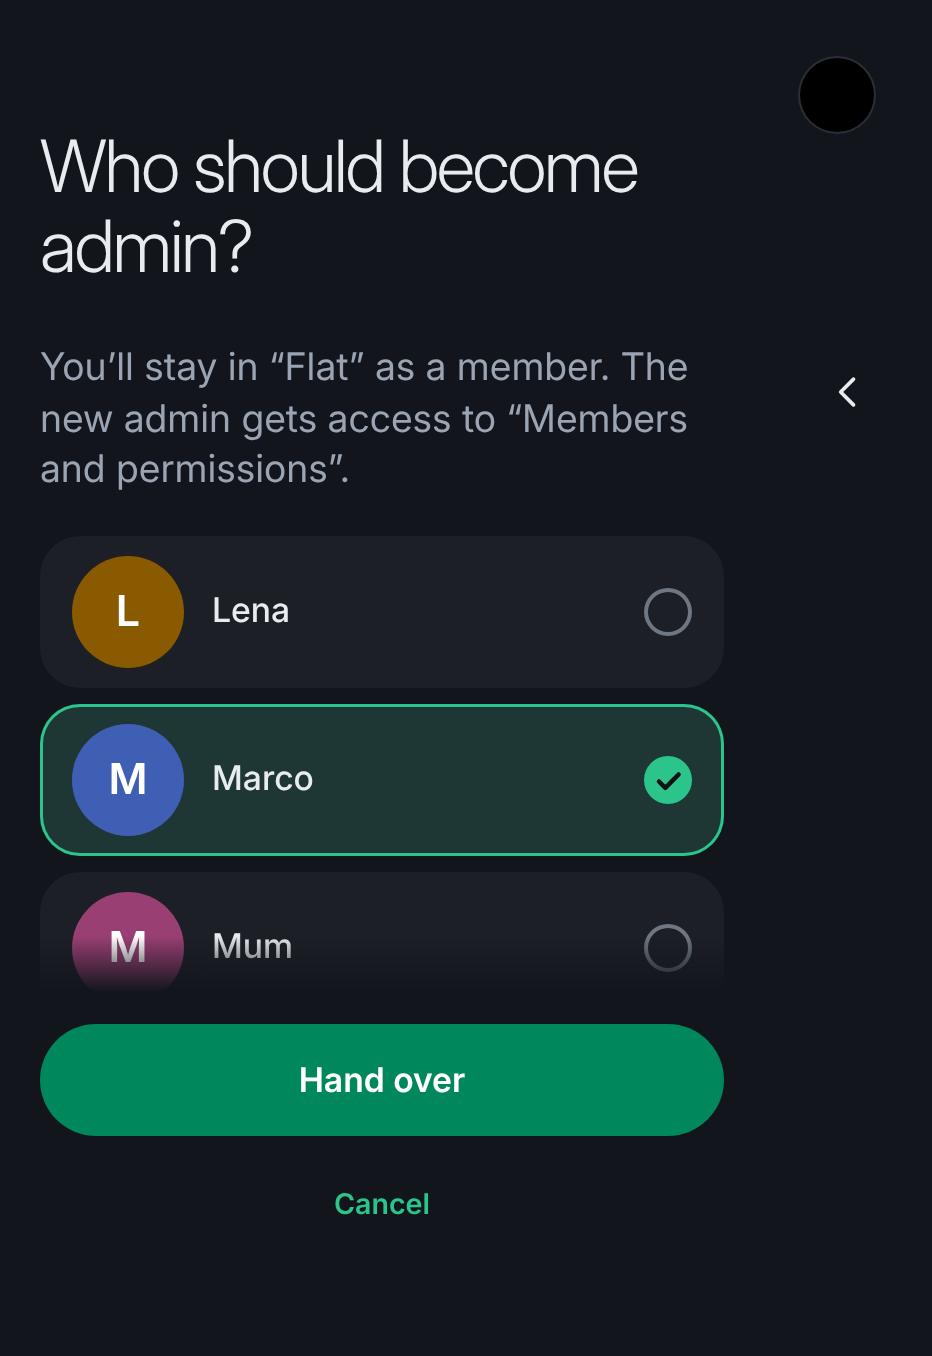 Who should become
admin?
You’ll stay in “Flat” as a member. The
new admin gets access to “Members
and permissions”.
L Lena
M Marco
M Mum
Hand over
Cancel